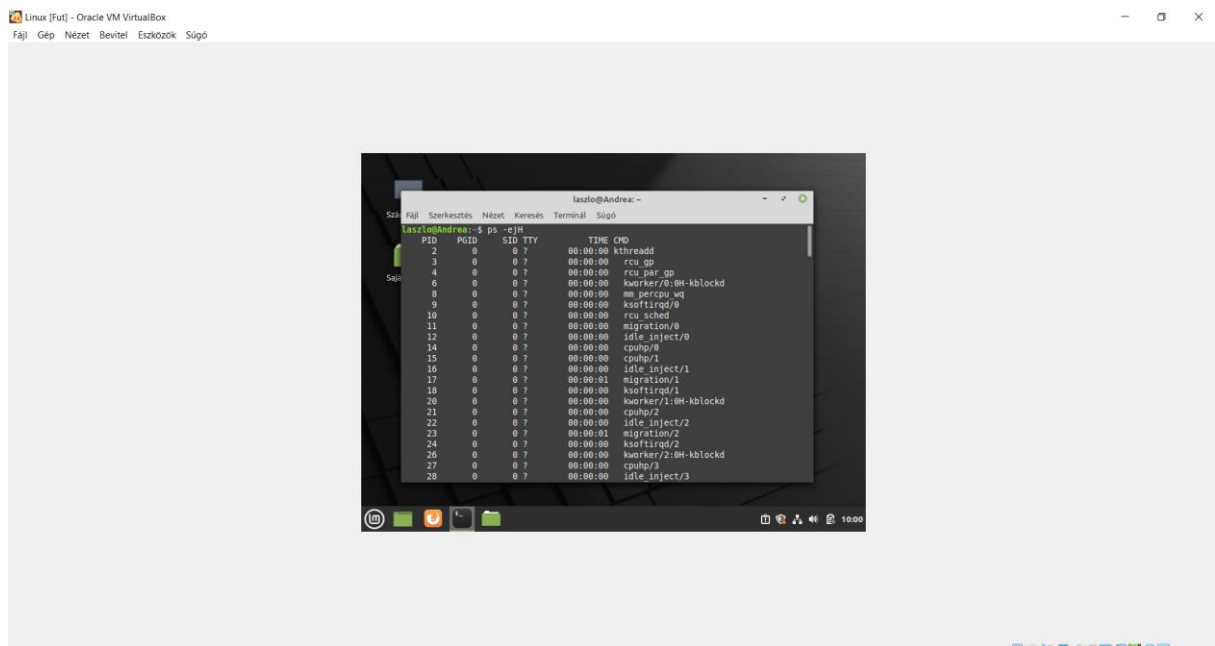 Linux [Fut] - Oracle VM VirtualBox
Fájl Gép Nézet Bevitel Eszközök Súgó
laszlo@Andrea: ~
Fájl Szerkesztés Nézet Keresés Terminál Súgó
laszlo@Andrea:~$ ps -ejH
PID PGID SID TTY TIME CMD
2 0 0 ? 00:00:00 kthreadd
3 0 0 ? 00:00:00 rcu_gp
4 0 0 ? 00:00:00 rcu_par_gp
6 0 0 ? 00:00:00 kworker/0:0H-kblockd
8 0 0 ? 00:00:00 mm_percpu_wq
9 0 0 ? 00:00:00 ksoftirqd/0
10 0 0 ? 00:00:00 rcu_sched
11 0 0 ? 00:00:00 migration/0
12 0 0 ? 00:00:00 idle_inject/0
14 0 0 ? 00:00:00 cpuhp/0
15 0 0 ? 00:00:00 cpuhp/1
16 0 0 ? 00:00:00 idle_inject/1
17 0 0 ? 00:00:01 migration/1
18 0 0 ? 00:00:00 ksoftirqd/1
20 0 0 ? 00:00:00 kworker/1:0H-kblockd
21 0 0 ? 00:00:00 cpuhp/2
22 0 0 ? 00:00:00 idle_inject/2
23 0 0 ? 00:00:01 migration/2
24 0 0 ? 00:00:00 ksoftirqd/2
26 0 0 ? 00:00:00 kworker/2:0H-kblockd
27 0 0 ? 00:00:00 cpuhp/3
28 0 0 ? 00:00:00 idle_inject/3
10:00